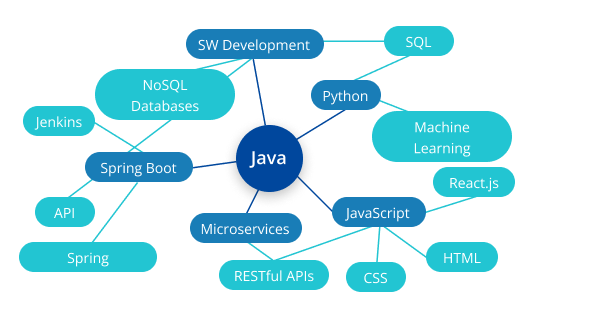 SW Development
SQL
NoSQL
Databases
Python
Jenkins
Machine
Learning
Java
Spring Boot
React.js
API
JavaScript
Microservices
Spring
HTML
RESTful APIs
CSS